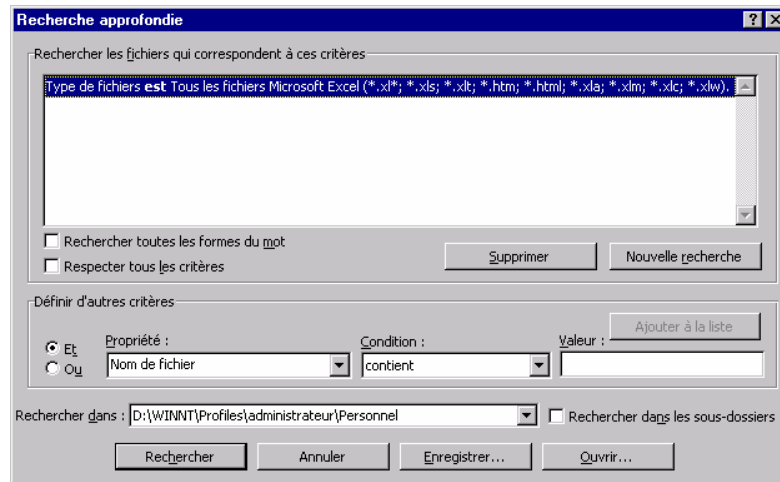 Recherche approfondie
Rechercher les fichiers qui correspondent à ces critères
Type de fichiers est Tous les fichiers Microsoft Excel (*.xl*; *.xls; *.xlt; *.htm; *.html; *.xla; *.xlm; *.xlc; *.xlw).
Rechercher toutes les formes du mot
Respecter tous les critères
Supprimer
Nouvelle recherche
Définir d'autres critères
Ajouter à la liste
Et
Ou
Propriété :
Condition :
Valeur :
Nom de fichier
contient
Rechercher dans : D:\WINNT\Profiles\administrateur\Personnel
Rechercher dans les sous-dossiers
Rechercher
Annuler
Enregistrer...
Ouvrir...